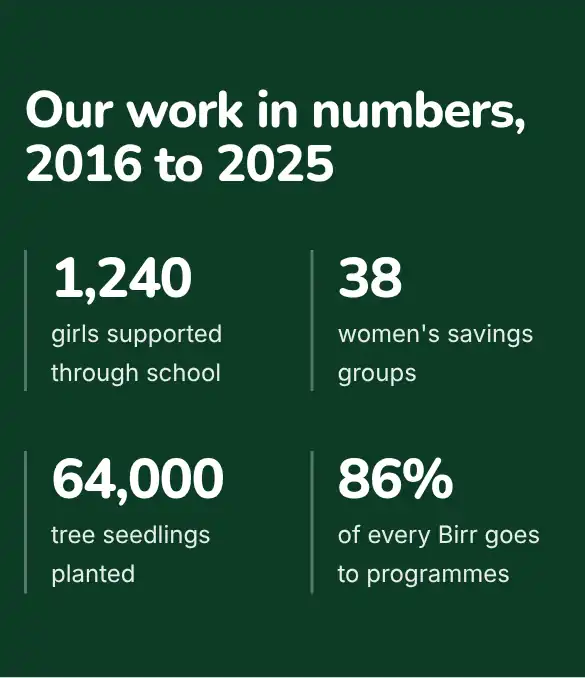 Our work in numbers,
2016 to 2025
1,240
girls supported
through school
38
women's savings
groups
64,000
tree seedlings
planted
86%
of every Birr goes
to programmes